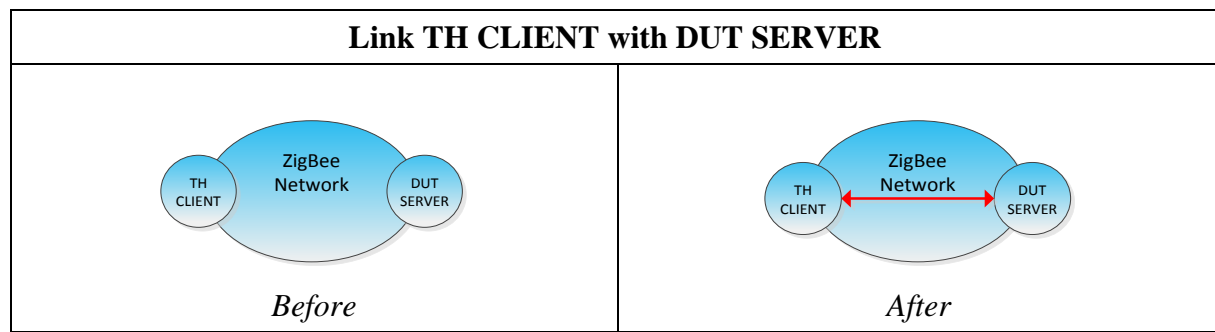 Link TH CLIENT with DUT SERVER
ZigBee
Network
TH
CLIENT
DUT
SERVER
Before
ZigBee
Network
TH
CLIENT
DUT
SERVER
After